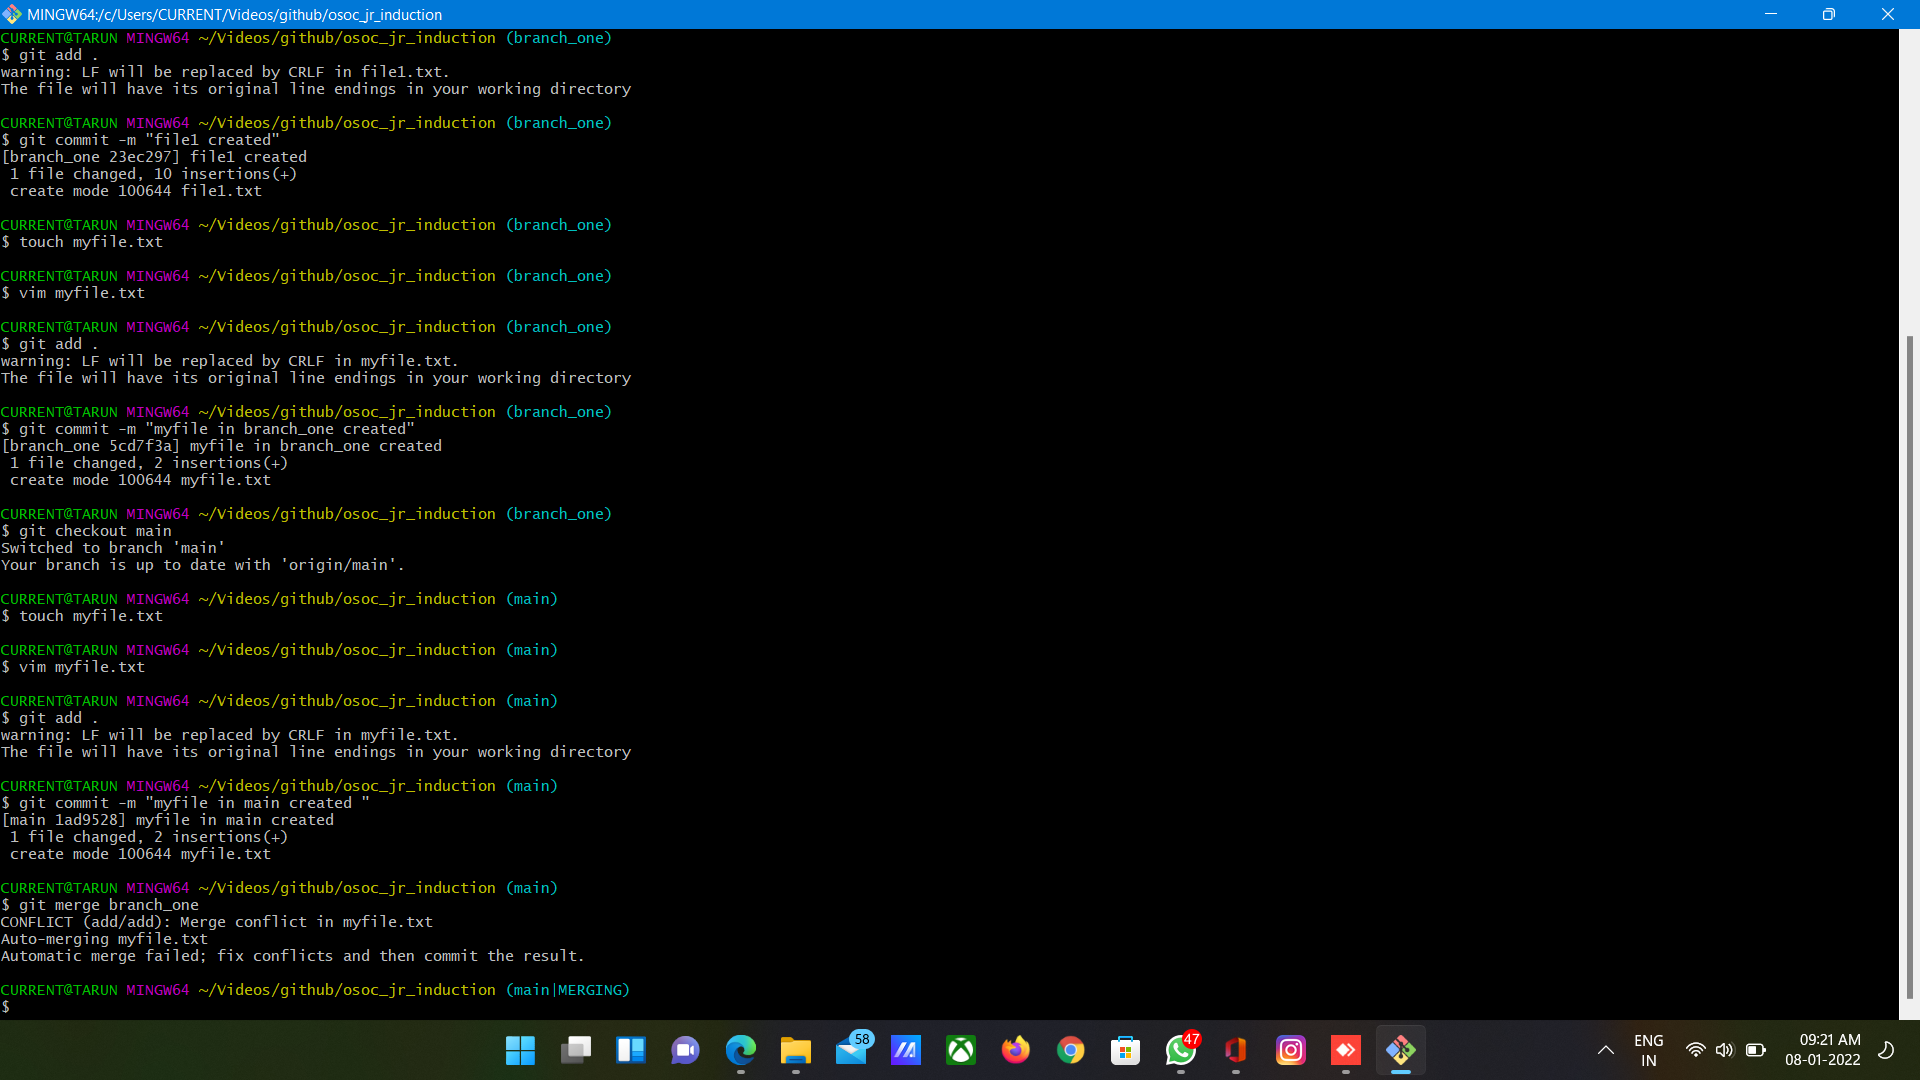 MINGW64:/c/Users/CURRENT/Videos/github/osoc_jr_induction
CURRENT@TARUN MINGW64 ~/Videos/github/osoc_jr_induction (branch_one)
$ git add .
warning: LF will be replaced by CRLF in file1.txt.
The file will have its original line endings in your working directory
CURRENT@TARUN MINGW64 ~/Videos/github/osoc_jr_induction (branch_one)
$ git commit -m "file1 created"
[branch_one 23ec297] file1 created
1 file changed, 10 insertions(+)
create mode 100644 file1.txt
CURRENT@TARUN MINGW64 ~/Videos/github/osoc_jr_induction (branch_one)
$ touch myfile.txt
CURRENT@TARUN MINGW64 ~/Videos/github/osoc_jr_induction (branch_one)
$ vim myfile.txt
CURRENT@TARUN MINGW64 ~/Videos/github/osoc_jr_induction (branch_one)
$ git add .
warning: LF will be replaced by CRLF in myfile.txt.
The file will have its original line endings in your working directory
CURRENT@TARUN MINGW64 ~/Videos/github/osoc_jr_induction (branch_one)
$ git commit -m "myfile in branch_one created"
[branch_one 5cd7f3a] myfile in branch_one created
1 file changed, 2 insertions(+)
create mode 100644 myfile.txt
CURRENT@TARUN MINGW64 ~/Videos/github/osoc_jr_induction (branch_one)
$ git checkout main
Switched to branch 'main'
Your branch is up to date with 'origin/main'.
CURRENT@TARUN MINGW64 ~/Videos/github/osoc_jr_induction (main)
$ touch myfile.txt
CURRENT@TARUN MINGW64 ~/Videos/github/osoc_jr_induction (main)
$ vim myfile.txt
CURRENT@TARUN MINGW64 ~/Videos/github/osoc_jr_induction (main)
$ git add .
warning: LF will be replaced by CRLF in myfile.txt.
The file will have its original line endings in your working directory
CURRENT@TARUN MINGW64 ~/Videos/github/osoc_jr_induction (main)
$ git commit -m "myfile in main created "
[main 1ad9528] myfile in main created
1 file changed, 2 insertions(+)
create mode 100644 myfile.txt
CURRENT@TARUN MINGW64 ~/Videos/github/osoc_jr_induction (main)
$ git merge branch_one
CONFLICT (add/add): Merge conflict in myfile.txt
Auto-merging myfile.txt
Automatic merge failed; fix conflicts and then commit the result.
CURRENT@TARUN MINGW64 ~/Videos/github/osoc_jr_induction (main|MERGING)
$
58
47
ENG
IN
09:21 AM
08-01-2022